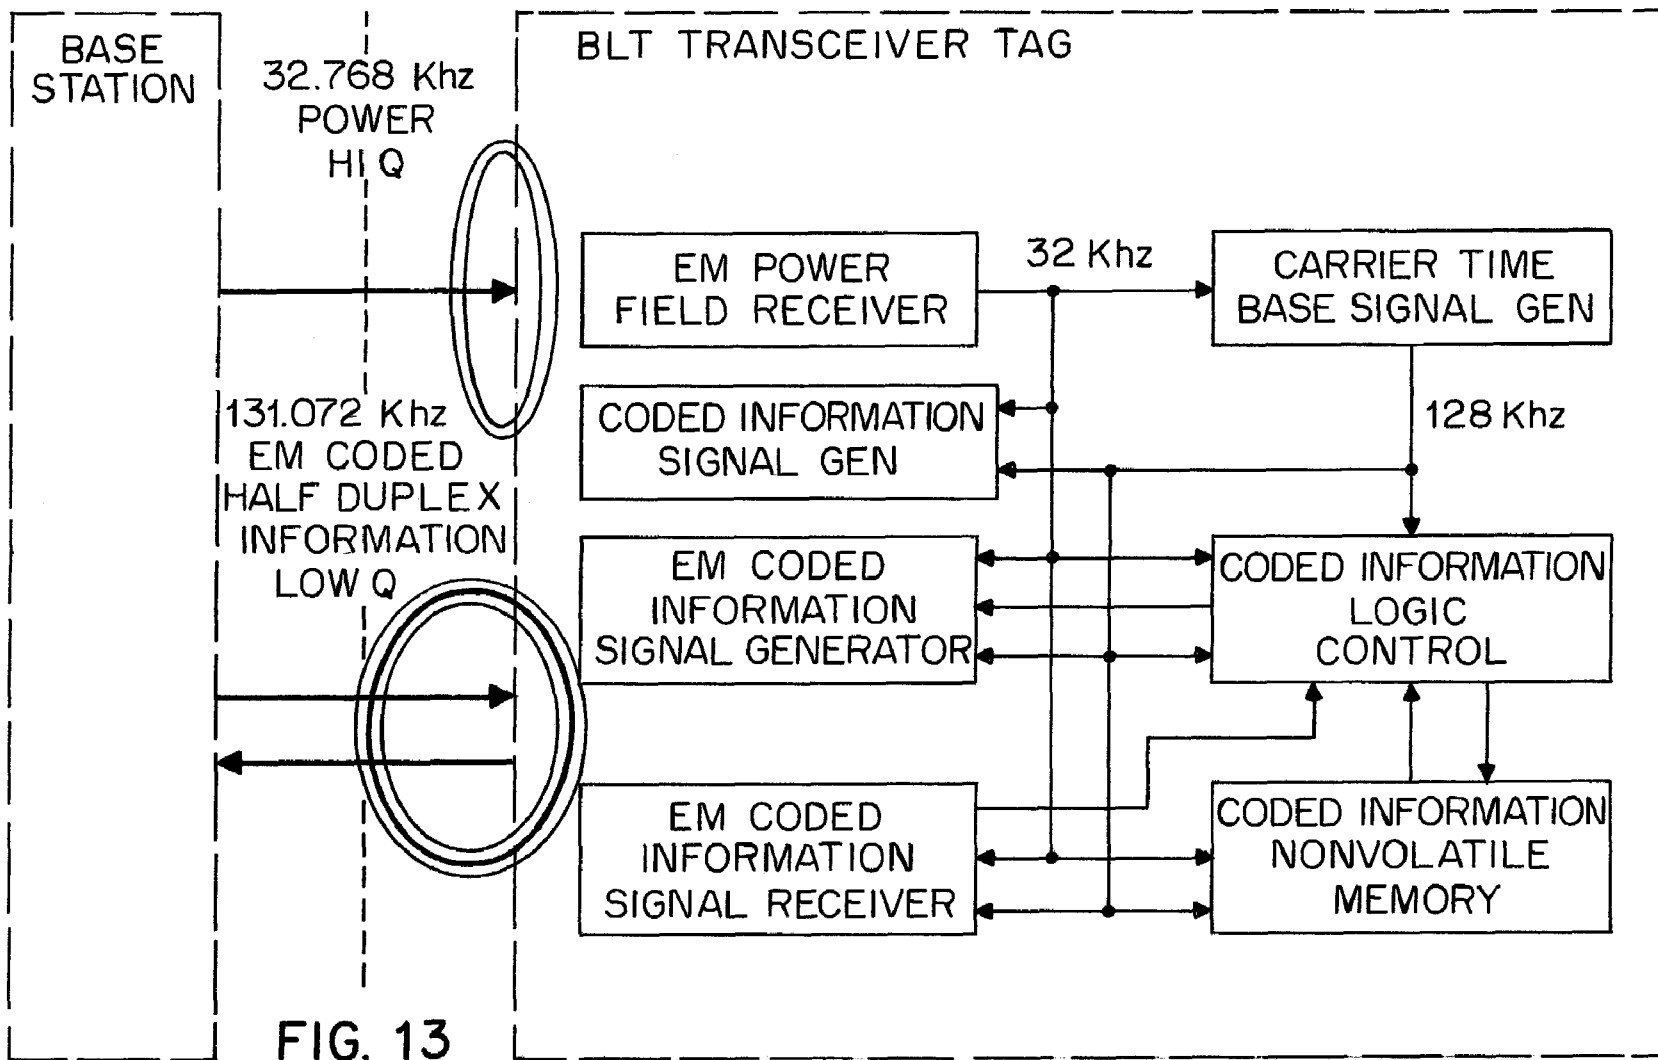 BASE
STATION
32.768 Khz
POWER
HI Q
131.072 Khz
EM CODED
HALF DUPLEX
INFORMATION
LOW Q
BLT TRANSCEIVER TAG
EM POWER
FIELD RECEIVER
32 Khz
CARRIER TIME
BASE SIGNAL GEN
CODED INFORMATION
SIGNAL GEN
128 Khz
EM CODED
INFORMATION
SIGNAL GENERATOR
CODED INFORMATION
LOGIC
CONTROL
EM CODED
INFORMATION
SIGNAL RECEIVER
CODED INFORMATION
NONVOLATILE
MEMORY
FIG. 13